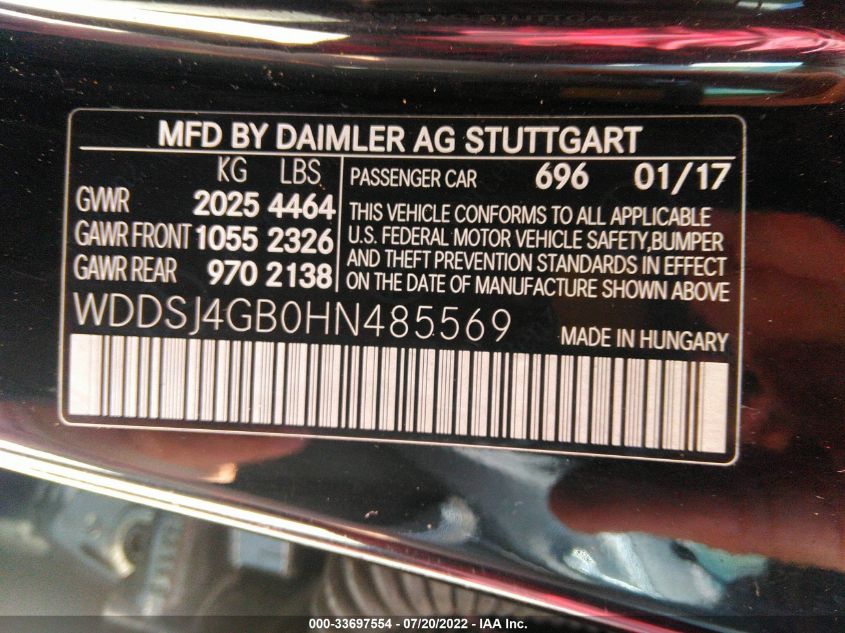 MFD BY DAIMLER AG STUTTGART
KG LBS
GVWR 2025 4464
GAWR FRONT 1055 2326
GAWR REAR 970 2138
PASSENGER CAR 696 01/17
THIS VEHICLE CONFORMS TO ALL APPLICABLE
U.S. FEDERAL MOTOR VEHICLE SAFETY,BUMPER
AND THEFT PREVENTION STANDARDS IN EFFECT
ON THE DATE OF MANUFACTURE SHOWN ABOVE
WDDSJ4GB0HN485569
MADE IN HUNGARY
000-33697554 / 07/20/2022 - IAA Inc.